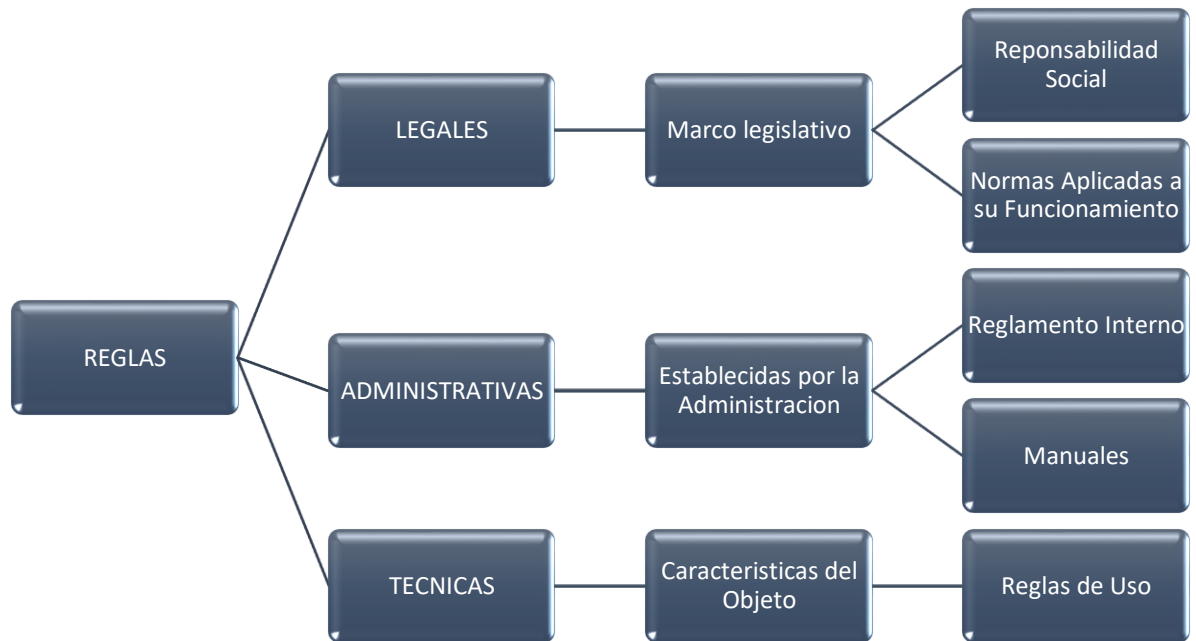 REGLAS
LEGALES
Marco legislativo
Reponsabilidad
Social
Normas Aplicadas a
su Funcionamiento
ADMINISTRATIVAS
Establecidas por la
Administracion
Reglamento Interno
Manuales
TECNICAS
Caracteristicas del
Objeto
Reglas de Uso